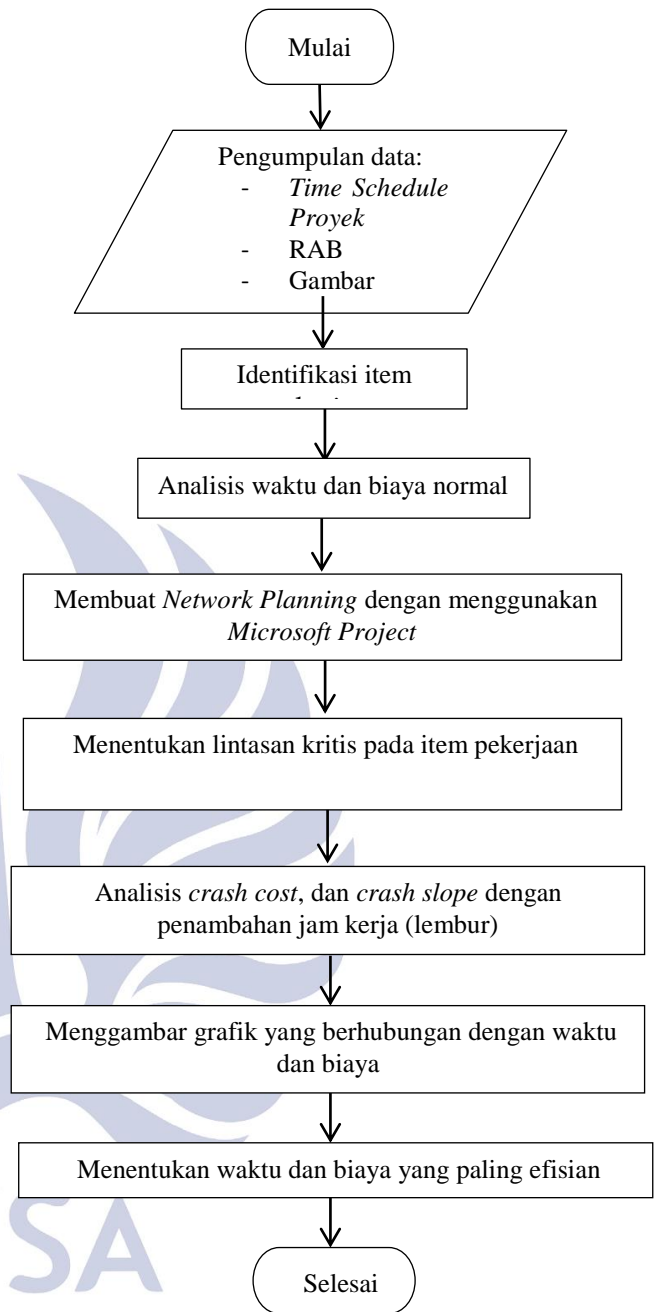 Mulai
Pengumpulan data:
- Time Schedule
Proyek
- RAB
- Gambar
Identifikasi item
Analisis waktu dan biaya normal
Membuat Network Planning dengan menggunakan
Microsoft Project
Menentukan lintasan kritis pada item pekerjaan
Analisis crash cost, dan crash slope dengan
penambahan jam kerja (lembur)
Menggambar grafik yang berhubungan dengan waktu
dan biaya
Menentukan waktu dan biaya yang paling efisian
SA
Selesai